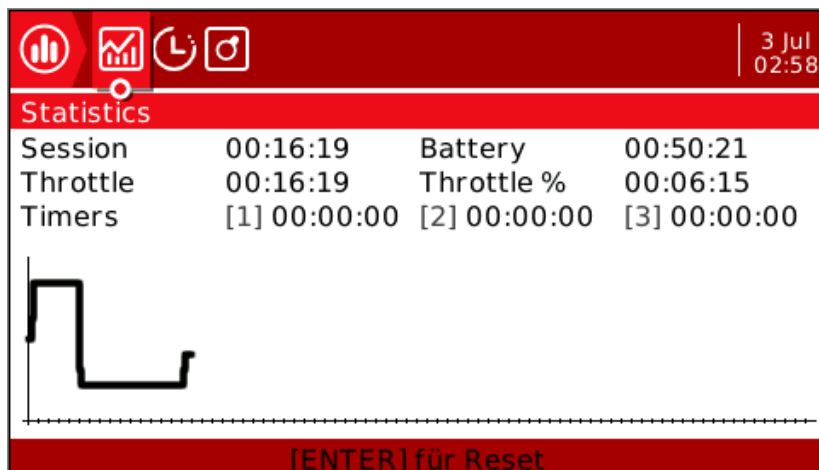 3 Jul
02:58
Statistics
Session 00:16:19 Battery 00:50:21
Throttle 00:16:19 Throttle % 00:06:15
Timers [1] 00:00:00 [2] 00:00:00 [3] 00:00:00
[ENTER] für Reset